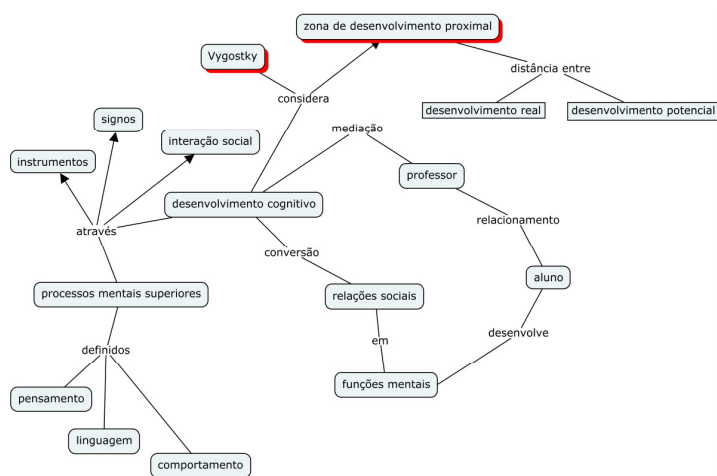 zona de desenvolvimento proximal
Vygostky
distância entre
considera
desenvolvimento real
desenvolvimento potencial
signos
mediação
interação social
instrumentos
professor
desenvolvimento cognitivo
relacionamento
através
conversão
aluno
processos mentais superiores
relações sociais
desenvolve
em
definidos
funções mentais
pensamento
linguagem
comportamento